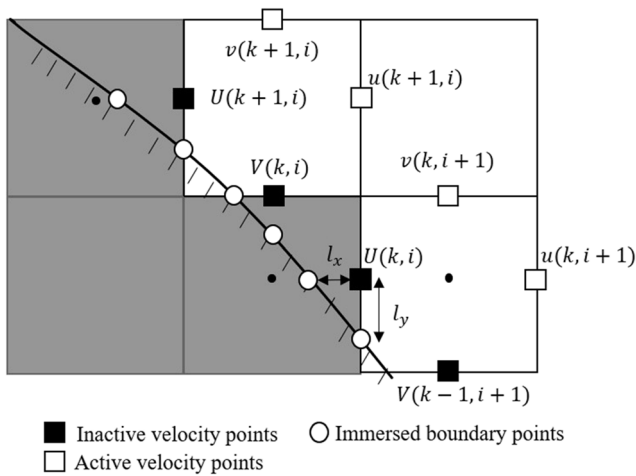 v(k + 1, i)
u(k + 1, i)
U(k + 1, i)
V(k, i)
v(k, i + 1)
l_x
U(k, i)
u(k, i + 1)
l_y
V(k − 1, i + 1)
Inactive velocity points
Immersed boundary points
Active velocity points